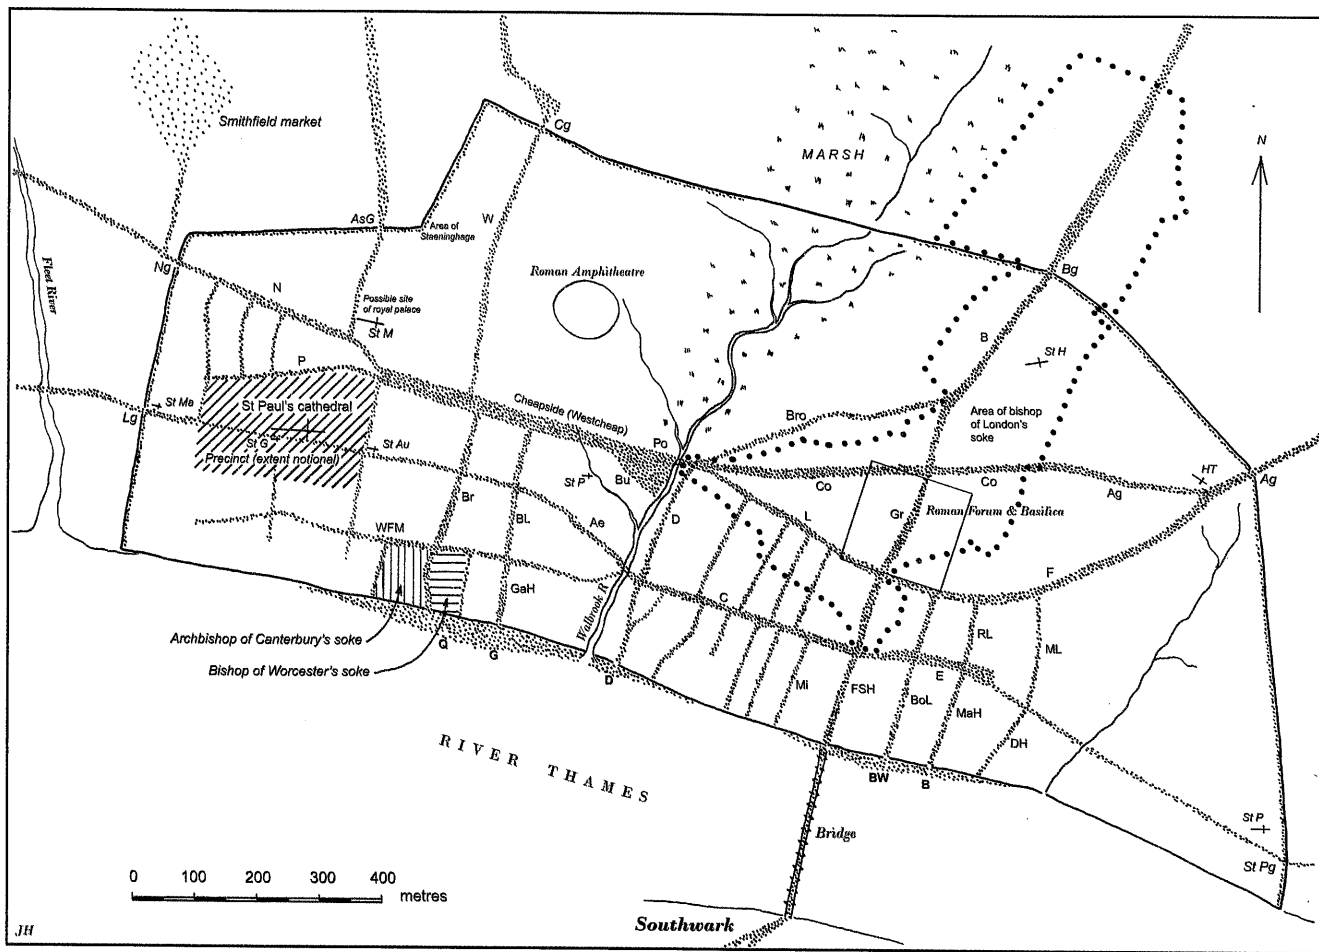 Smithfield market
Cg
MARSH
N
AsG
Area of
Staeninghage
W
Ng
Fleet River
N
Roman Amphitheatre
Bg
Possible site
of royal palace
St M
B
St H
P
Cheapside (Westcheap)
St Ma
Lg
St Paul's cathedral
St G
Precinct (extent notional)
St Au
Bro
Area of bishop
of London's
soke
Po
St P
Bu
Co
Co
Ag
HT
Ag
Br
BL
Ae
D
L
Gr
Roman Forum & Basilica
WFM
F
GaH
C
RL
ML
Walbrook R
Archbishop of Canterbury's soke
Bishop of Worcester's soke
Q
G
D
Mi
FSH
E
BoL
MaH
DH
RIVER THAMES
BW
B
Bridge
St P
St Pg
0 100 200 300 400
metres
Southwark
JH